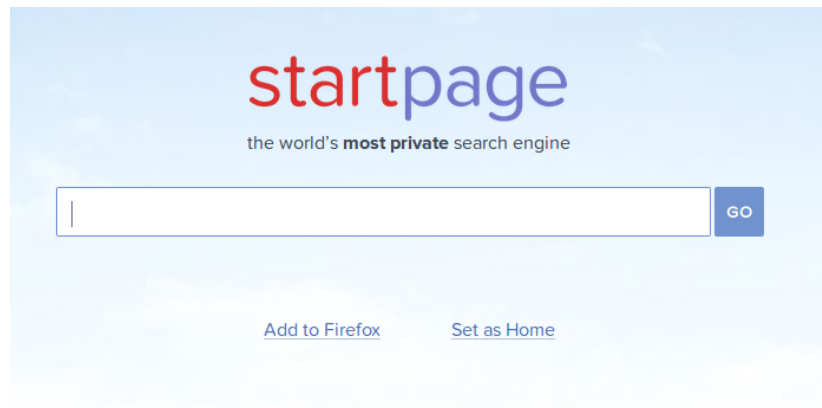 startpage
the world's most private search engine
GO
Add to Firefox Set as Home